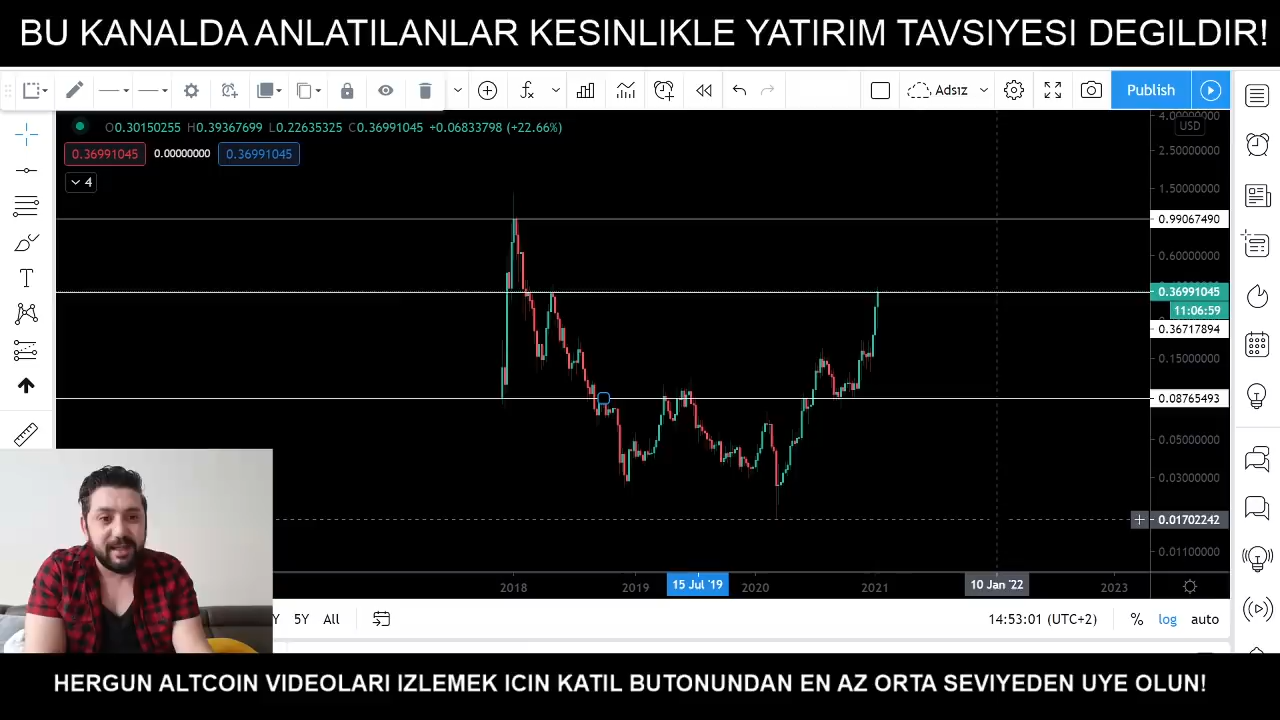 BU KANALDA ANLATILANLAR KESINLIKLE YATIRIM TAVSIYESI DEGILDIR!
Adsız
Publish
O0.30150255 H0.39367699 L0.22635325 C0.36991045 +0.06833798 (+22.66%)
0.36991045 0.00000000 0.36991045
4
4.00000000
USD
2.50000000
1.50000000
0.99067490
0.60000000
0.36991045
11:06:59
0.36717894
0.15000000
0.08765493
0.05000000
0.03000000
0.01702242
0.01100000
2018 2019 15 Jul '19 2020 2021 10 Jan '22 2023
Y 5Y All 14:53:01 (UTC+2) % log auto
HERGUN ALTCOIN VIDEOLARI IZLEMEK ICIN KATIL BUTONUNDAN EN AZ ORTA SEVIYEDEN UYE OLUN!